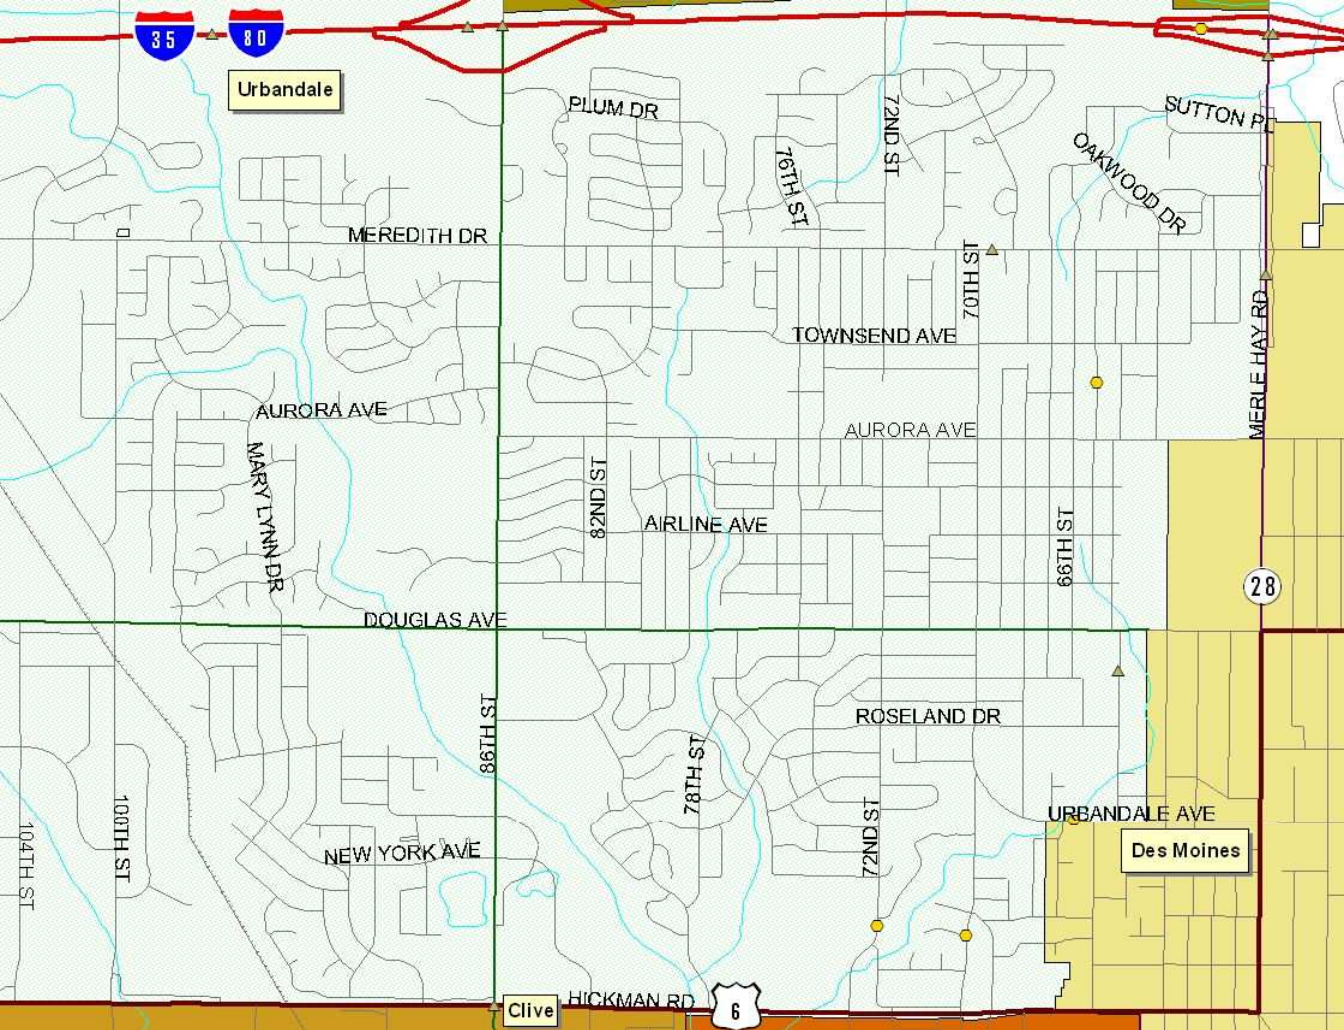 35
80
Urbandale
PLUM DR
72ND ST
SUTTON PL
OAKWOOD DR
76TH ST
MEREDITH DR
70TH ST
TOWNSEND AVE
MERLE HAY RD
AURORA AVE
AURORA AVE
MARY LYNN DR
82ND ST
AIRLINE AVE
66TH ST
28
DOUGLAS AVE
86TH ST
ROSELAND DR
78TH ST
104TH ST
100TH ST
72ND ST
URBANDALE AVE
Des Moines
NEW YORK AVE
HICKMAN RD
6
Clive